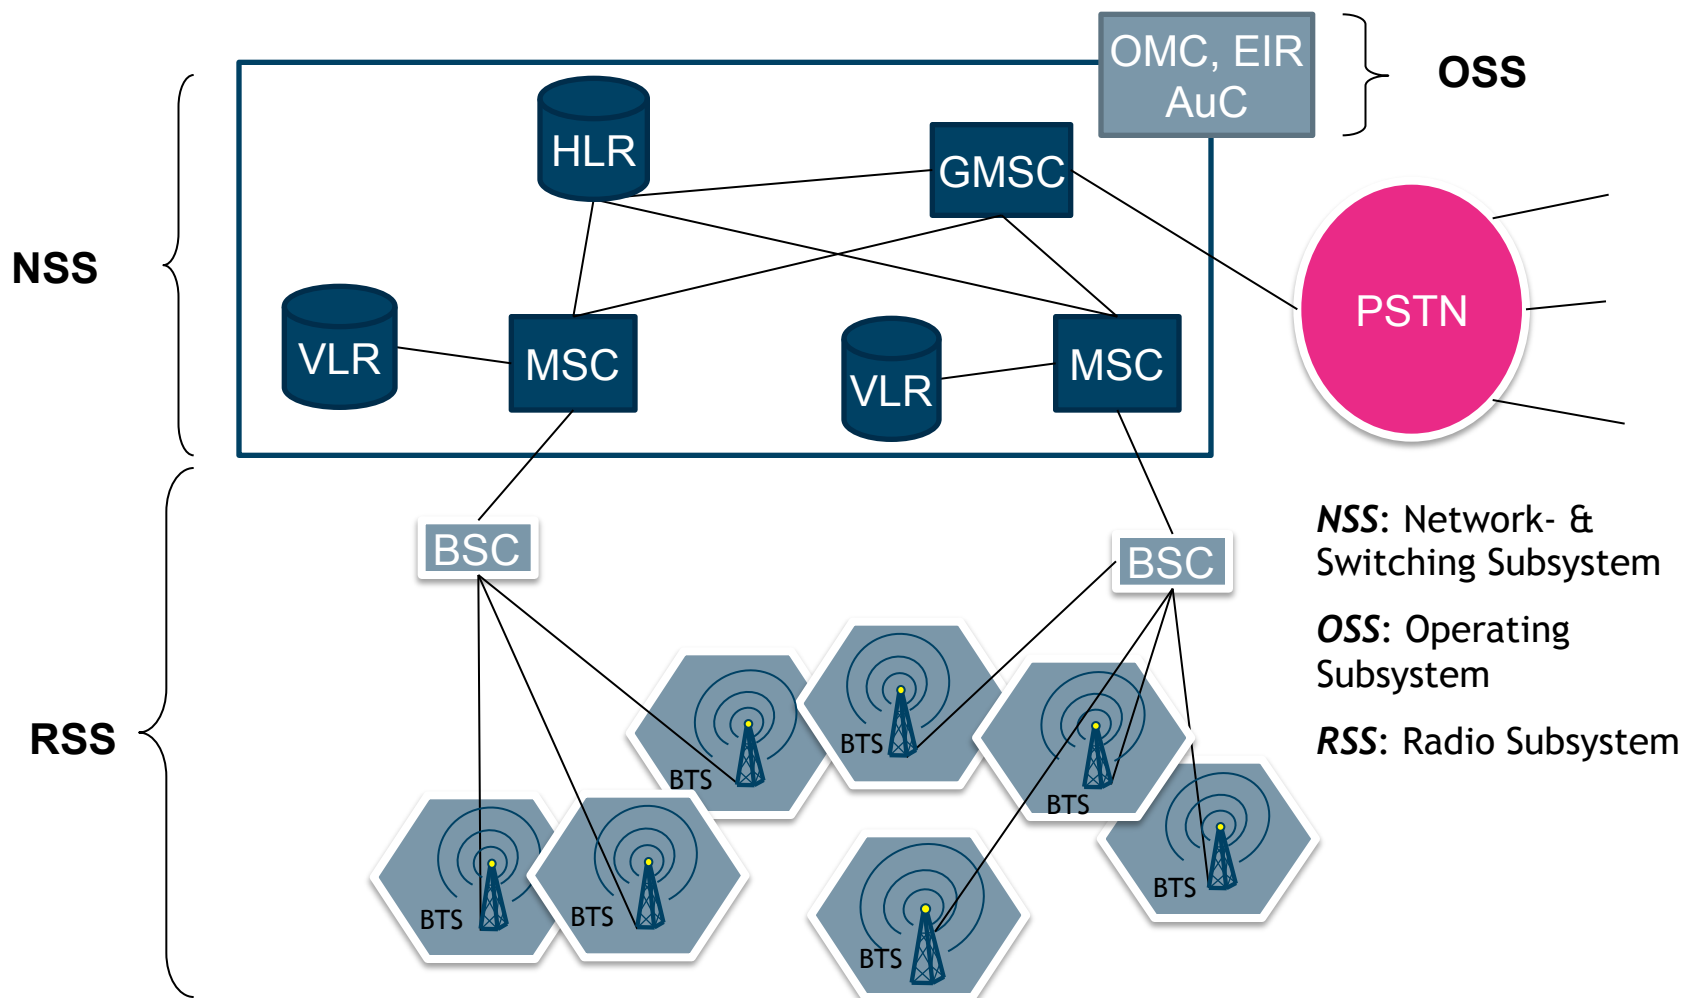 OMC, EIR
AuC
OSS
HLR
GMSC
NSS
PSTN
VLR
MSC
VLR
MSC
BSC
BSC
NSS: Network- &
Switching Subsystem
OSS: Operating
Subsystem
RSS: Radio Subsystem
RSS
BTS
BTS
BTS
BTS
BTS
BTS
BTS